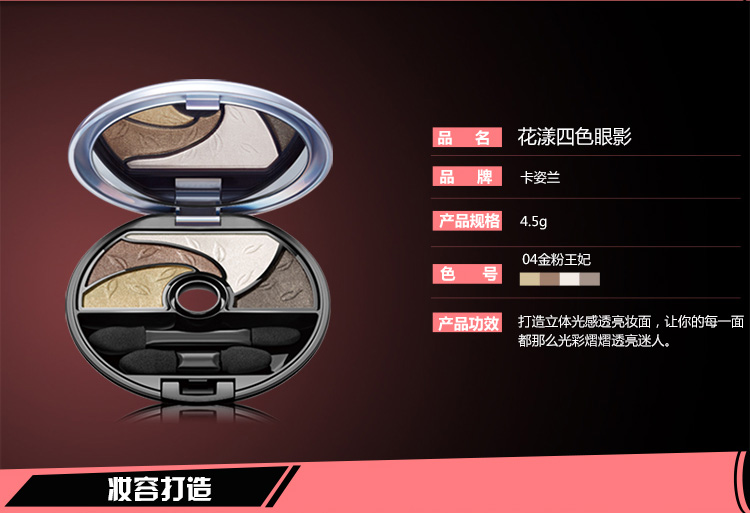 品 名 花漾四色眼影
品 牌 卡姿兰
产品规格 4.5g
色 号 04金粉王妃
产品功效 打造立体光感透亮妆面，让你的每一面
都那么光彩熠熠透亮迷人。
妆容打造